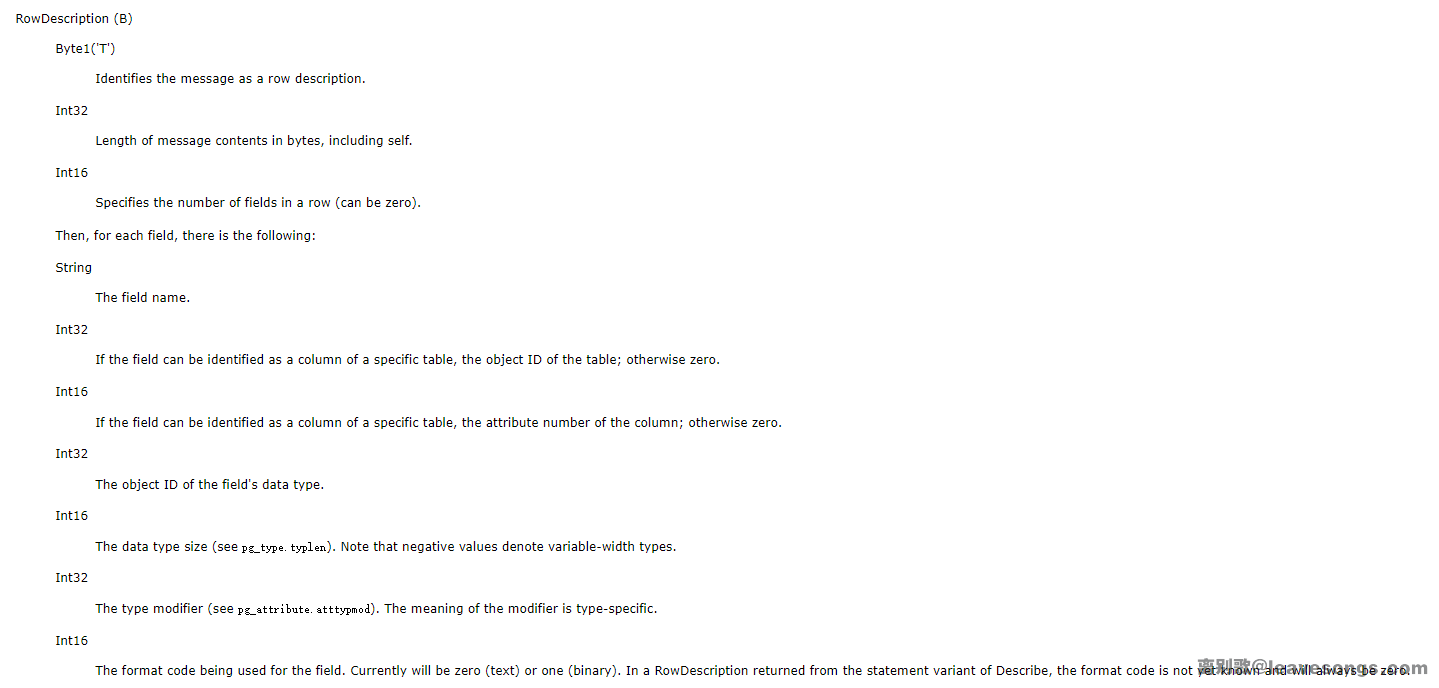 RowDescription (B)
Byte1('T')
Identifies the message as a row description.
Int32
Length of message contents in bytes, including self.
Int16
Specifies the number of fields in a row (can be zero).
Then, for each field, there is the following:
String
The field name.
Int32
If the field can be identified as a column of a specific table, the object ID of the table; otherwise zero.
Int16
If the field can be identified as a column of a specific table, the attribute number of the column; otherwise zero.
Int32
The object ID of the field's data type.
Int16
The data type size (see pg_type.typlen). Note that negative values denote variable-width types.
Int32
The type modifier (see pg_attribute.atttypmod). The meaning of the modifier is type-specific.
Int16
The format code being used for the field. Currently will be zero (text) or one (binary). In a RowDescription returned from the statement variant of Describe, the format code is not yet known and will always be zero.
离别歌@leavesongs.com